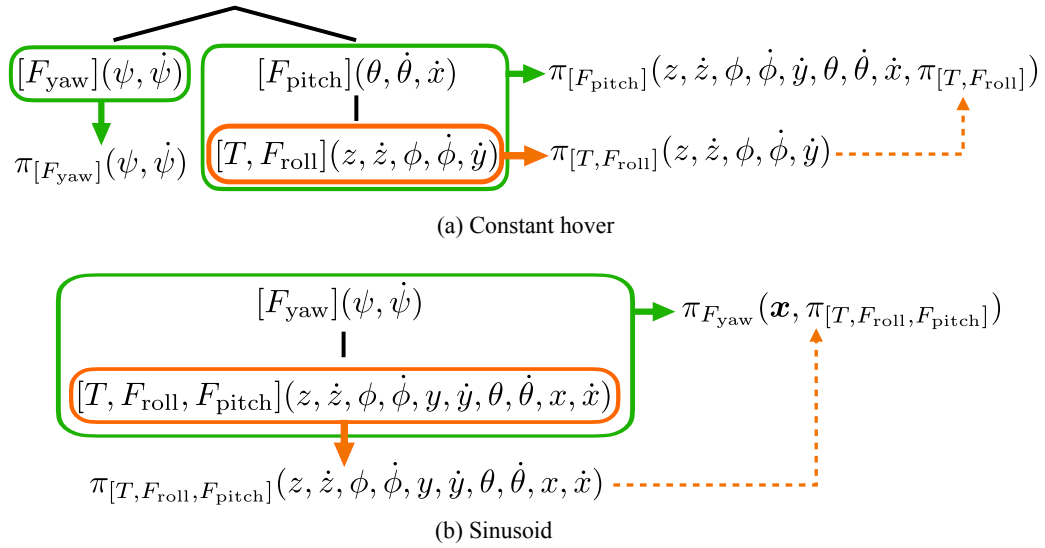 [F_yaw](ψ, ψ̇)
[F_pitch](θ, θ̇, ẋ)
π_[F_pitch](z, ż, ϕ, ϕ̇, ẏ, θ, θ̇, ẋ, π_[T,F_roll])
π_[F_yaw](ψ, ψ̇)
[T, F_roll](z, ż, ϕ, ϕ̇, ẏ)
π_[T,F_roll](z, ż, ϕ, ϕ̇, ẏ)
(a) Constant hover
[F_yaw](ψ, ψ̇)
π_F_yaw(𝒙, π_[T,F_roll,F_pitch])
[T, F_roll, F_pitch](z, ż, ϕ, ϕ̇, y, ẏ, θ, θ̇, x, ẋ)
π_[T,F_roll,F_pitch](z, ż, ϕ, ϕ̇, y, ẏ, θ, θ̇, x, ẋ)
(b) Sinusoid